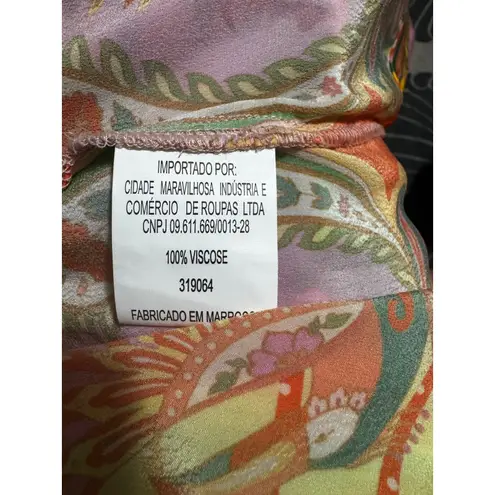 IMPORTADO POR:
CIDADE MARAVILHOSA INDÚSTRIA E
COMÉRCIO DE ROUPAS LTDA
CNPJ 09.611.669/0013-28
100% VISCOSE
319064
FABRICADO EM